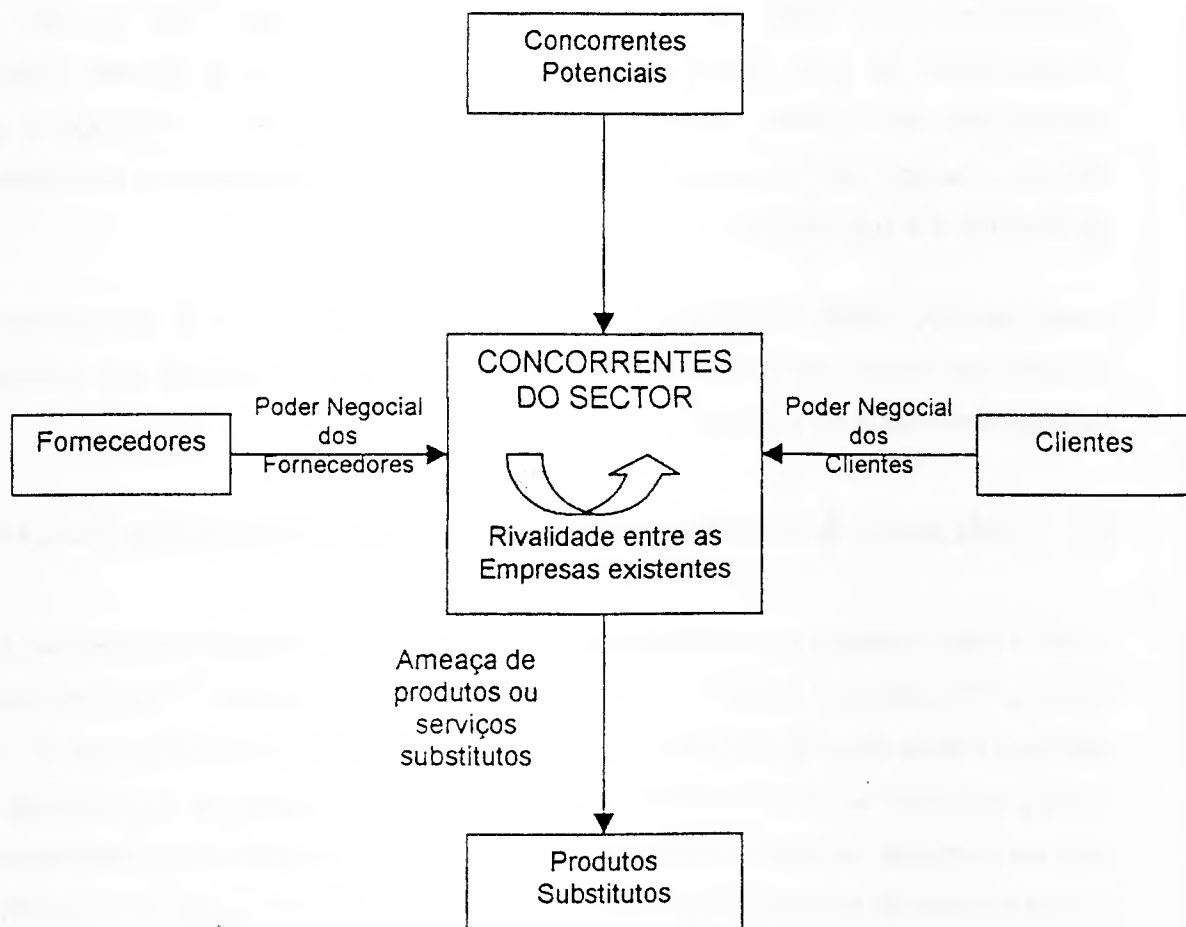 Concorrentes
Potenciais
CONCORRENTES
DO SECTOR
Poder Negocial
dos
Fornecedores
Fornecedores
Poder Negocial
dos
Clientes
Clientes
Rivalidade entre as
Empresas existentes
Ameaça de
produtos ou
serviços
substitutos
Produtos
Substitutos